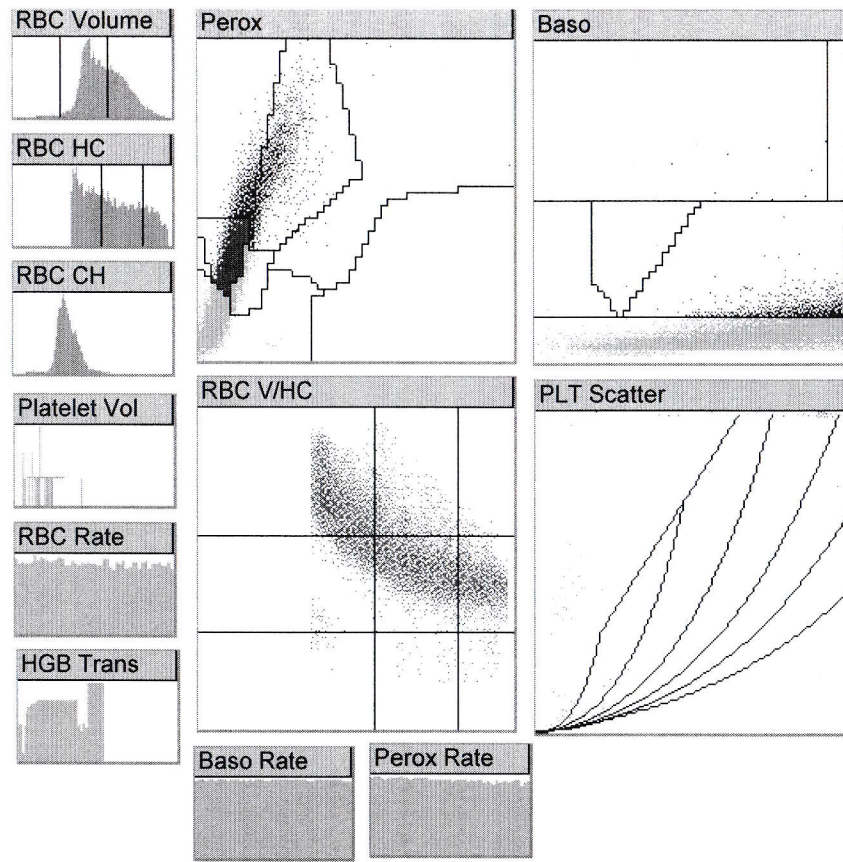 RBC Volume
Perox
Baso
RBC HC
RBC CH
Platelet Vol
RBC V/HC
PLT Scatter
RBC Rate
HGB Trans
Baso Rate
Perox Rate